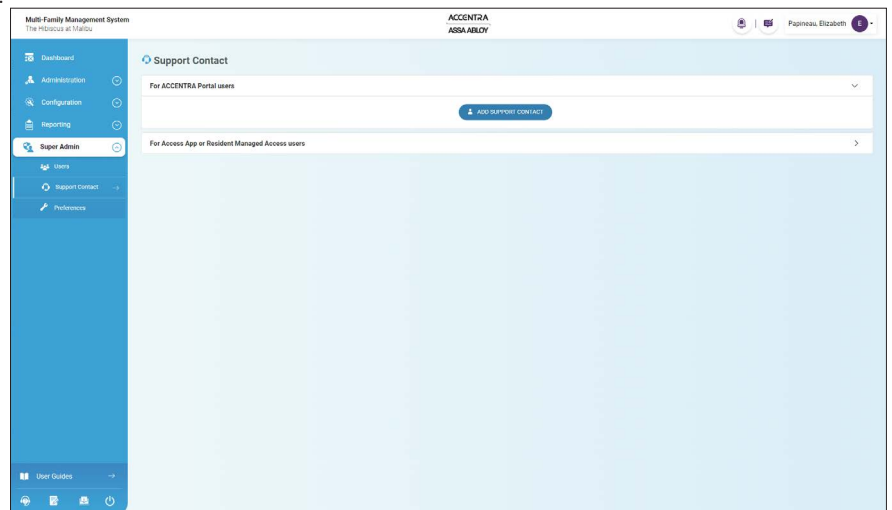 Multi-Family Management System
The Hibiscus at Malibu
ACCENTRA
ASSA ABLOY
Papineau, Elizabeth
E
Dashboard
Administration
Configuration
Reporting
Super Admin
Users
Support Contact
Preferences
User Guides
Support Contact
For ACCENTRA Portal users
ADD SUPPORT CONTACT
For Access App or Resident Managed Access users